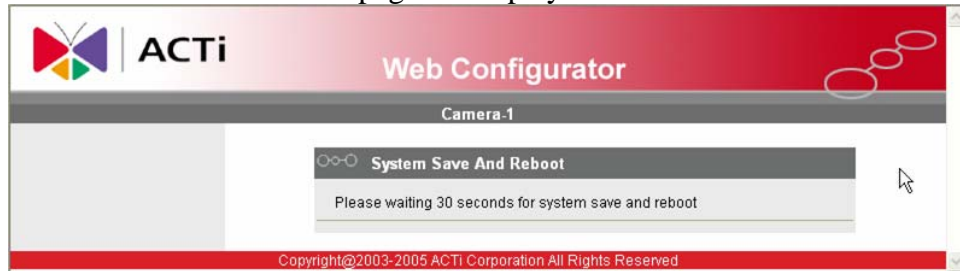 ACTi
Web Configurator
Camera-1
System Save And Reboot
Please waiting 30 seconds for system save and reboot
Copyright@2003-2005 ACTi Corporation All Rights Reserved